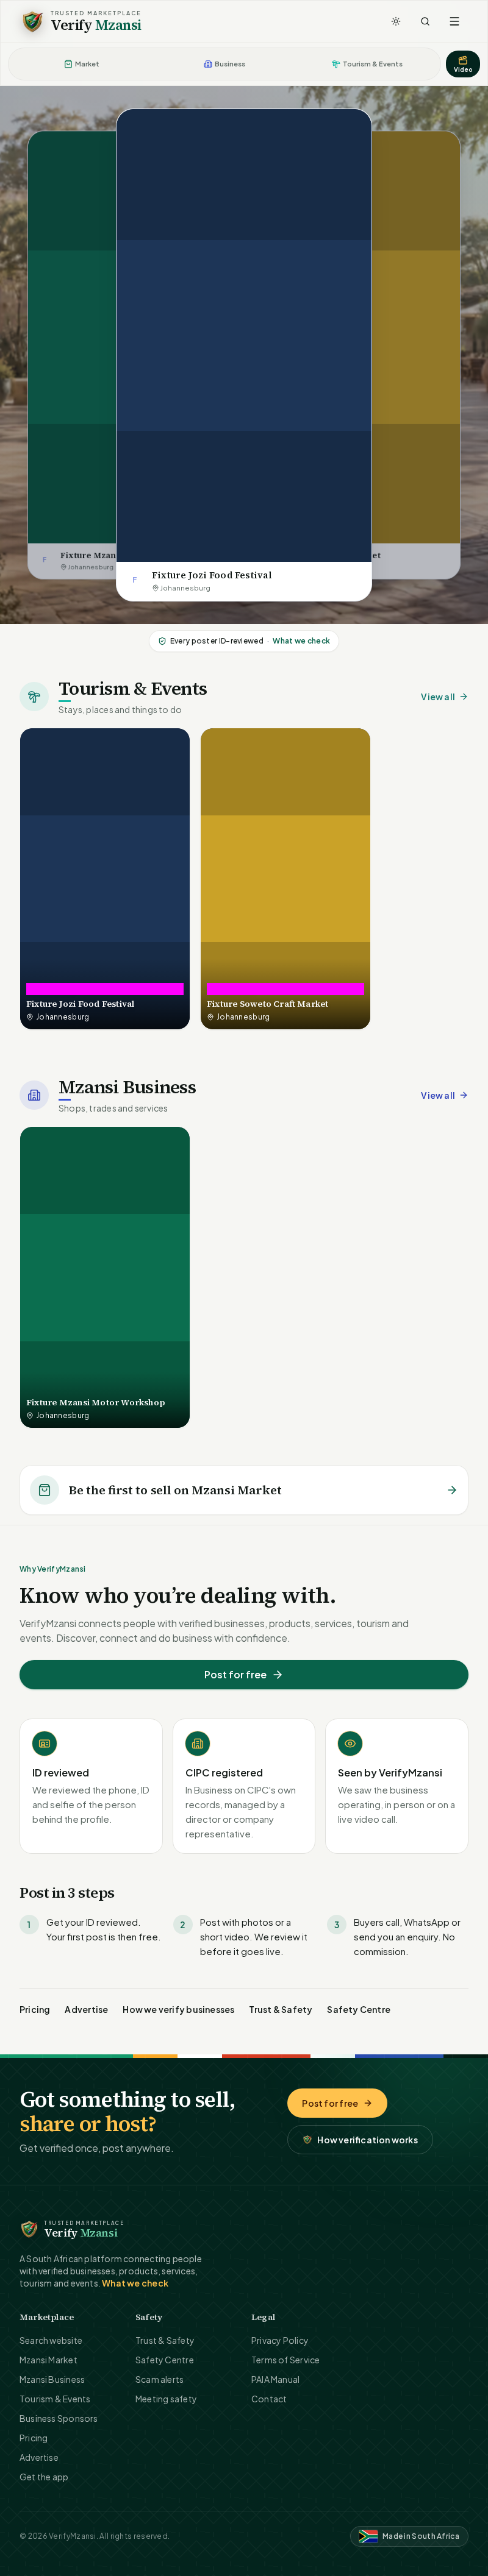 TRUSTED MARKETPLACE
Verify Mzansi
Market
Business
Tourism & Events
Video
F
Fixture Mzan
Johannesburg
F
Fixture Jozi Food Festival
Johannesburg
et
Every poster ID-reviewed · What we check
Tourism & Events
Stays, places and things to do
View all
Fixture Jozi Food Festival
Johannesburg
Fixture Soweto Craft Market
Johannesburg
Mzansi Business
Shops, trades and services
View all
Fixture Mzansi Motor Workshop
Johannesburg
Be the first to sell on Mzansi Market
Why VerifyMzansi
Know who you’re dealing with.
VerifyMzansi connects people with verified businesses, products, services, tourism and
events. Discover, connect and do business with confidence.
Post for free
ID reviewed
We reviewed the phone, ID
and selfie of the person
behind the profile.
CIPC registered
In Business on CIPC's own
records, managed by a
director or company
representative.
Seen by VerifyMzansi
We saw the business
operating, in person or on a
live video call.
Post in 3 steps
1
Get your ID reviewed.
Your first post is then free.
2
Post with photos or a
short video. We review it
before it goes live.
3
Buyers call, WhatsApp or
send you an enquiry. No
commission.
Pricing
Advertise
How we verify businesses
Trust & Safety
Safety Centre
Got something to sell,
share or host?
Get verified once, post anywhere.
Post for free
How verification works
TRUSTED MARKETPLACE
Verify Mzansi
A South African platform connecting people
with verified businesses, products, services,
tourism and events. What we check
Marketplace
Search website
Mzansi Market
Mzansi Business
Tourism & Events
Business Sponsors
Pricing
Advertise
Get the app
Safety
Trust & Safety
Safety Centre
Scam alerts
Meeting safety
Legal
Privacy Policy
Terms of Service
PAIA Manual
Contact
© 2026 VerifyMzansi. All rights reserved.
Made in South Africa